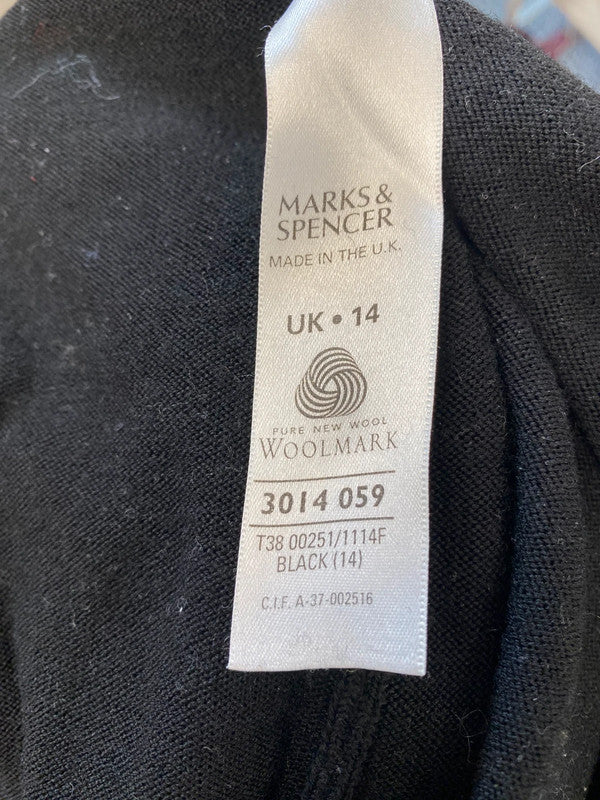 MARKS &
SPENCER
MADE IN THE U.K.
UK • 14
PURE NEW WOOL
WOOLMARK
3014 059
T38 00251/1114F
BLACK (14)
C.I.F. A-37-002516